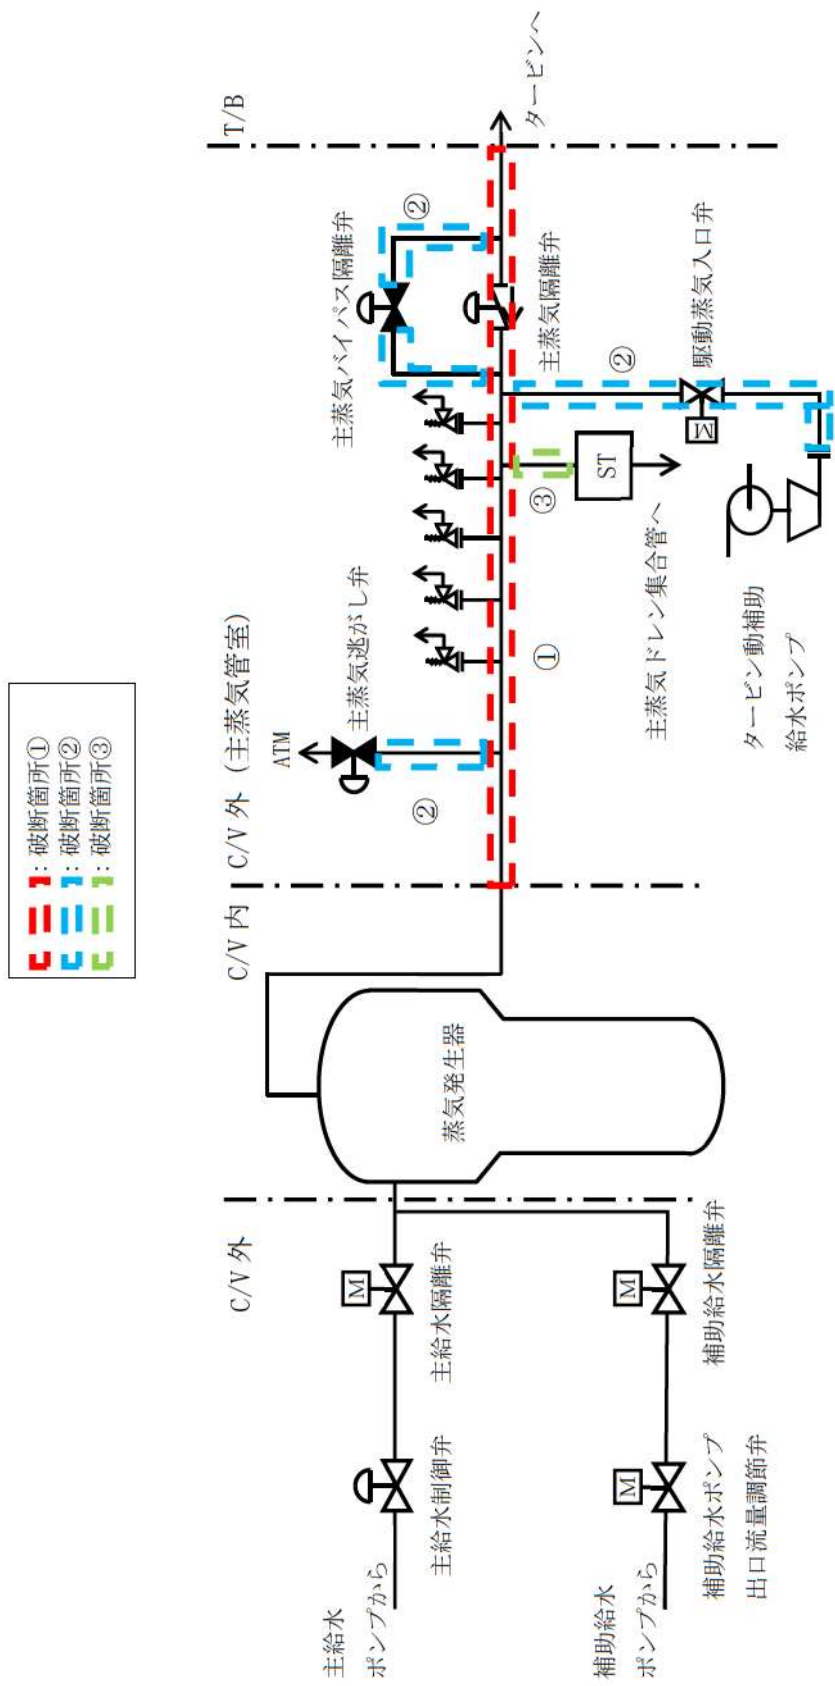 ：破断箇所①
：破断箇所②
：破断箇所③
C/V 外
C/V 内
C/V 外 (主蒸気管室)
T/B
ATM
主蒸気逃がし弁
主蒸気バイパス隔離弁
②
②
主給水
ポンプから
主給水制御弁
M
主給水隔離弁
蒸気発生器
①
③
主蒸気隔離弁
タービンへ
ST
主蒸気ドレン集合管へ
②
M
駆動蒸気入口弁
タービン動補助
給水ポンプ
補助給水
ポンプから
M
補助給水ポンプ
出口流量調節弁
M
補助給水隔離弁